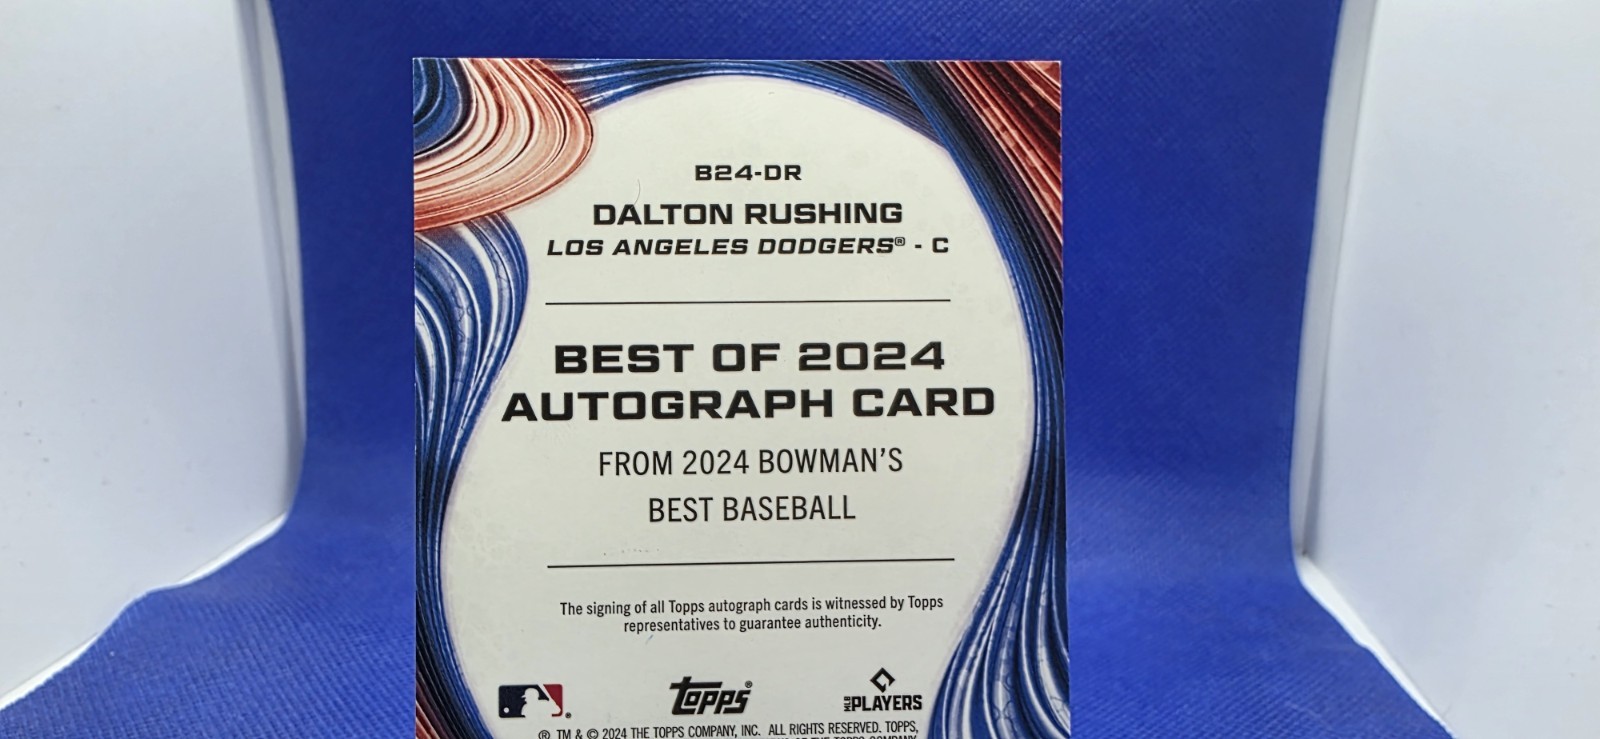 B24-DR
DALTON RUSHING
LOS ANGELES DODGERS® - C
BEST OF 2024
AUTOGRAPH CARD
FROM 2024 BOWMAN'S
BEST BASEBALL
The signing of all Topps autograph cards is witnessed by Topps
representatives to guarantee authenticity.
®
topps®
MLB PLAYERS
® TM & © 2024 THE TOPPS COMPANY, INC. ALL RIGHTS RESERVED. TOPPS,